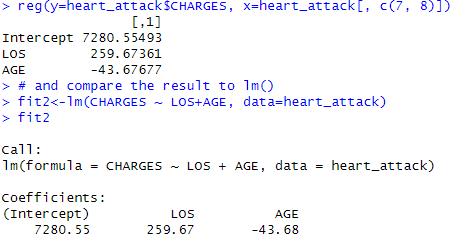 > reg(y=heart_attack$CHARGES, x=heart_attack[, c(7, 8)])
[,1]
Intercept 7280.55493
LOS 259.67361
AGE -43.67677
> # and compare the result to lm()
> fit2<-lm(CHARGES ~ LOS+AGE, data=heart_attack)
> fit2
Call:
lm(formula = CHARGES ~ LOS + AGE, data = heart_attack)
Coefficients:
(Intercept) LOS AGE
7280.55 259.67 -43.68